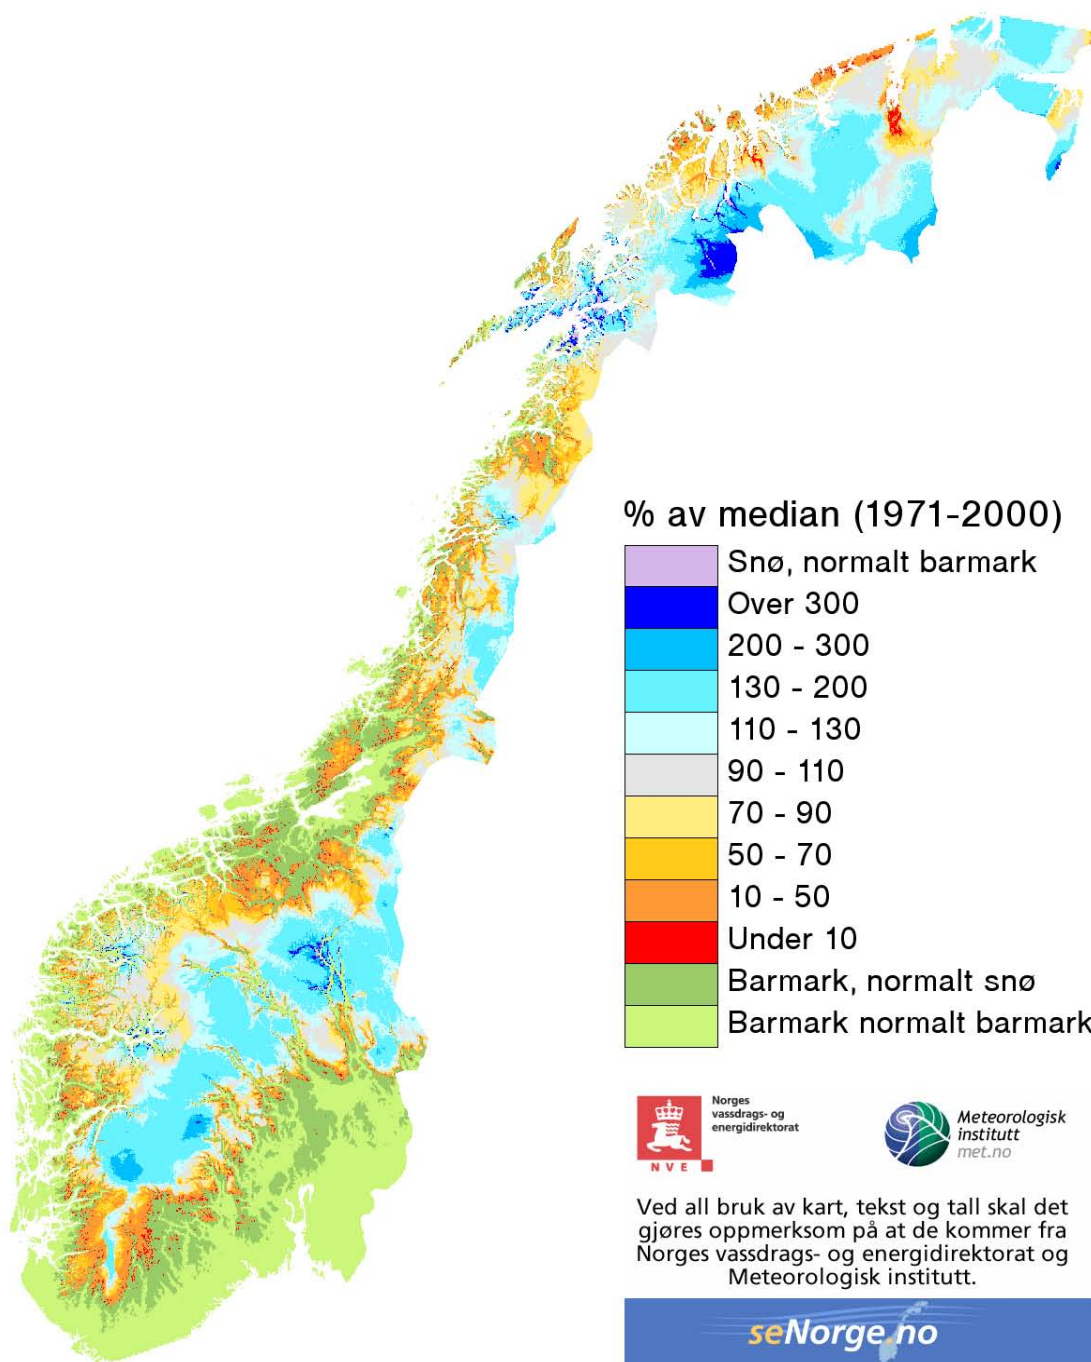 % av median (1971-2000)
Snø, normalt barmark
Over 300
200 - 300
130 - 200
110 - 130
90 - 110
70 - 90
50 - 70
10 - 50
Under 10
Barmark, normalt snø
Barmark normalt barmark
Norges
vassdrags- og
energidirektorat
NVE
Meteorologisk
institutt
met.no
Ved all bruk av kart, tekst og tall skal det
gjøres oppmerksom på at de kommer fra
Norges vassdrags- og energidirektorat og
Meteorologisk institutt.
seNorge.no